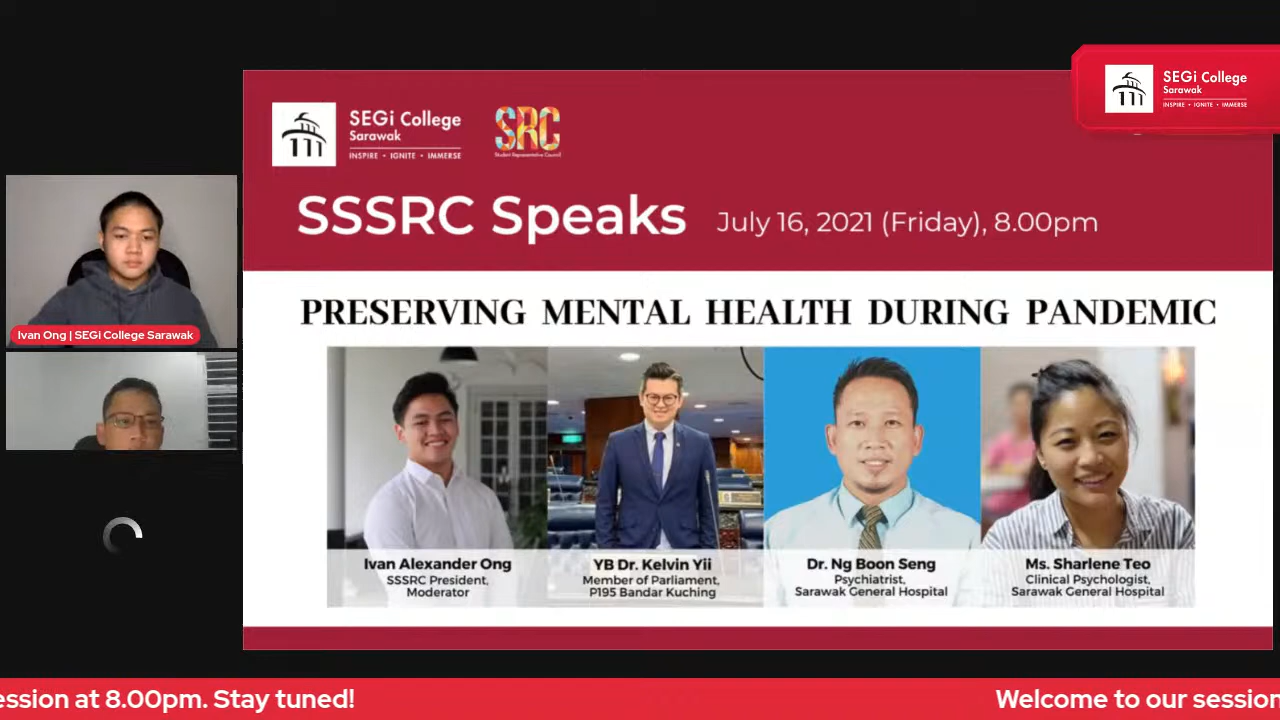 SEGi College
Sarawak
INSPIRE • IGNITE • IMMERSE
SRC
Student Representative Council
SEGi College
Sarawak
INSPIRE • IGNITE • IMMERSE
SSSRC Speaks July 16, 2021 (Friday), 8.00pm
PRESERVING MENTAL HEALTH DURING PANDEMIC
Ivan Ong | SEGi College Sarawak
Ivan Alexander Ong
SSSRC President,
Moderator
YB Dr. Kelvin Yii
Member of Parliament,
P195 Bandar Kuching
Dr. Ng Boon Seng
Psychiatrist,
Sarawak General Hospital
Ms. Sharlene Teo
Clinical Psychologist,
Sarawak General Hospital
ession at 8.00pm. Stay tuned! Welcome to our session